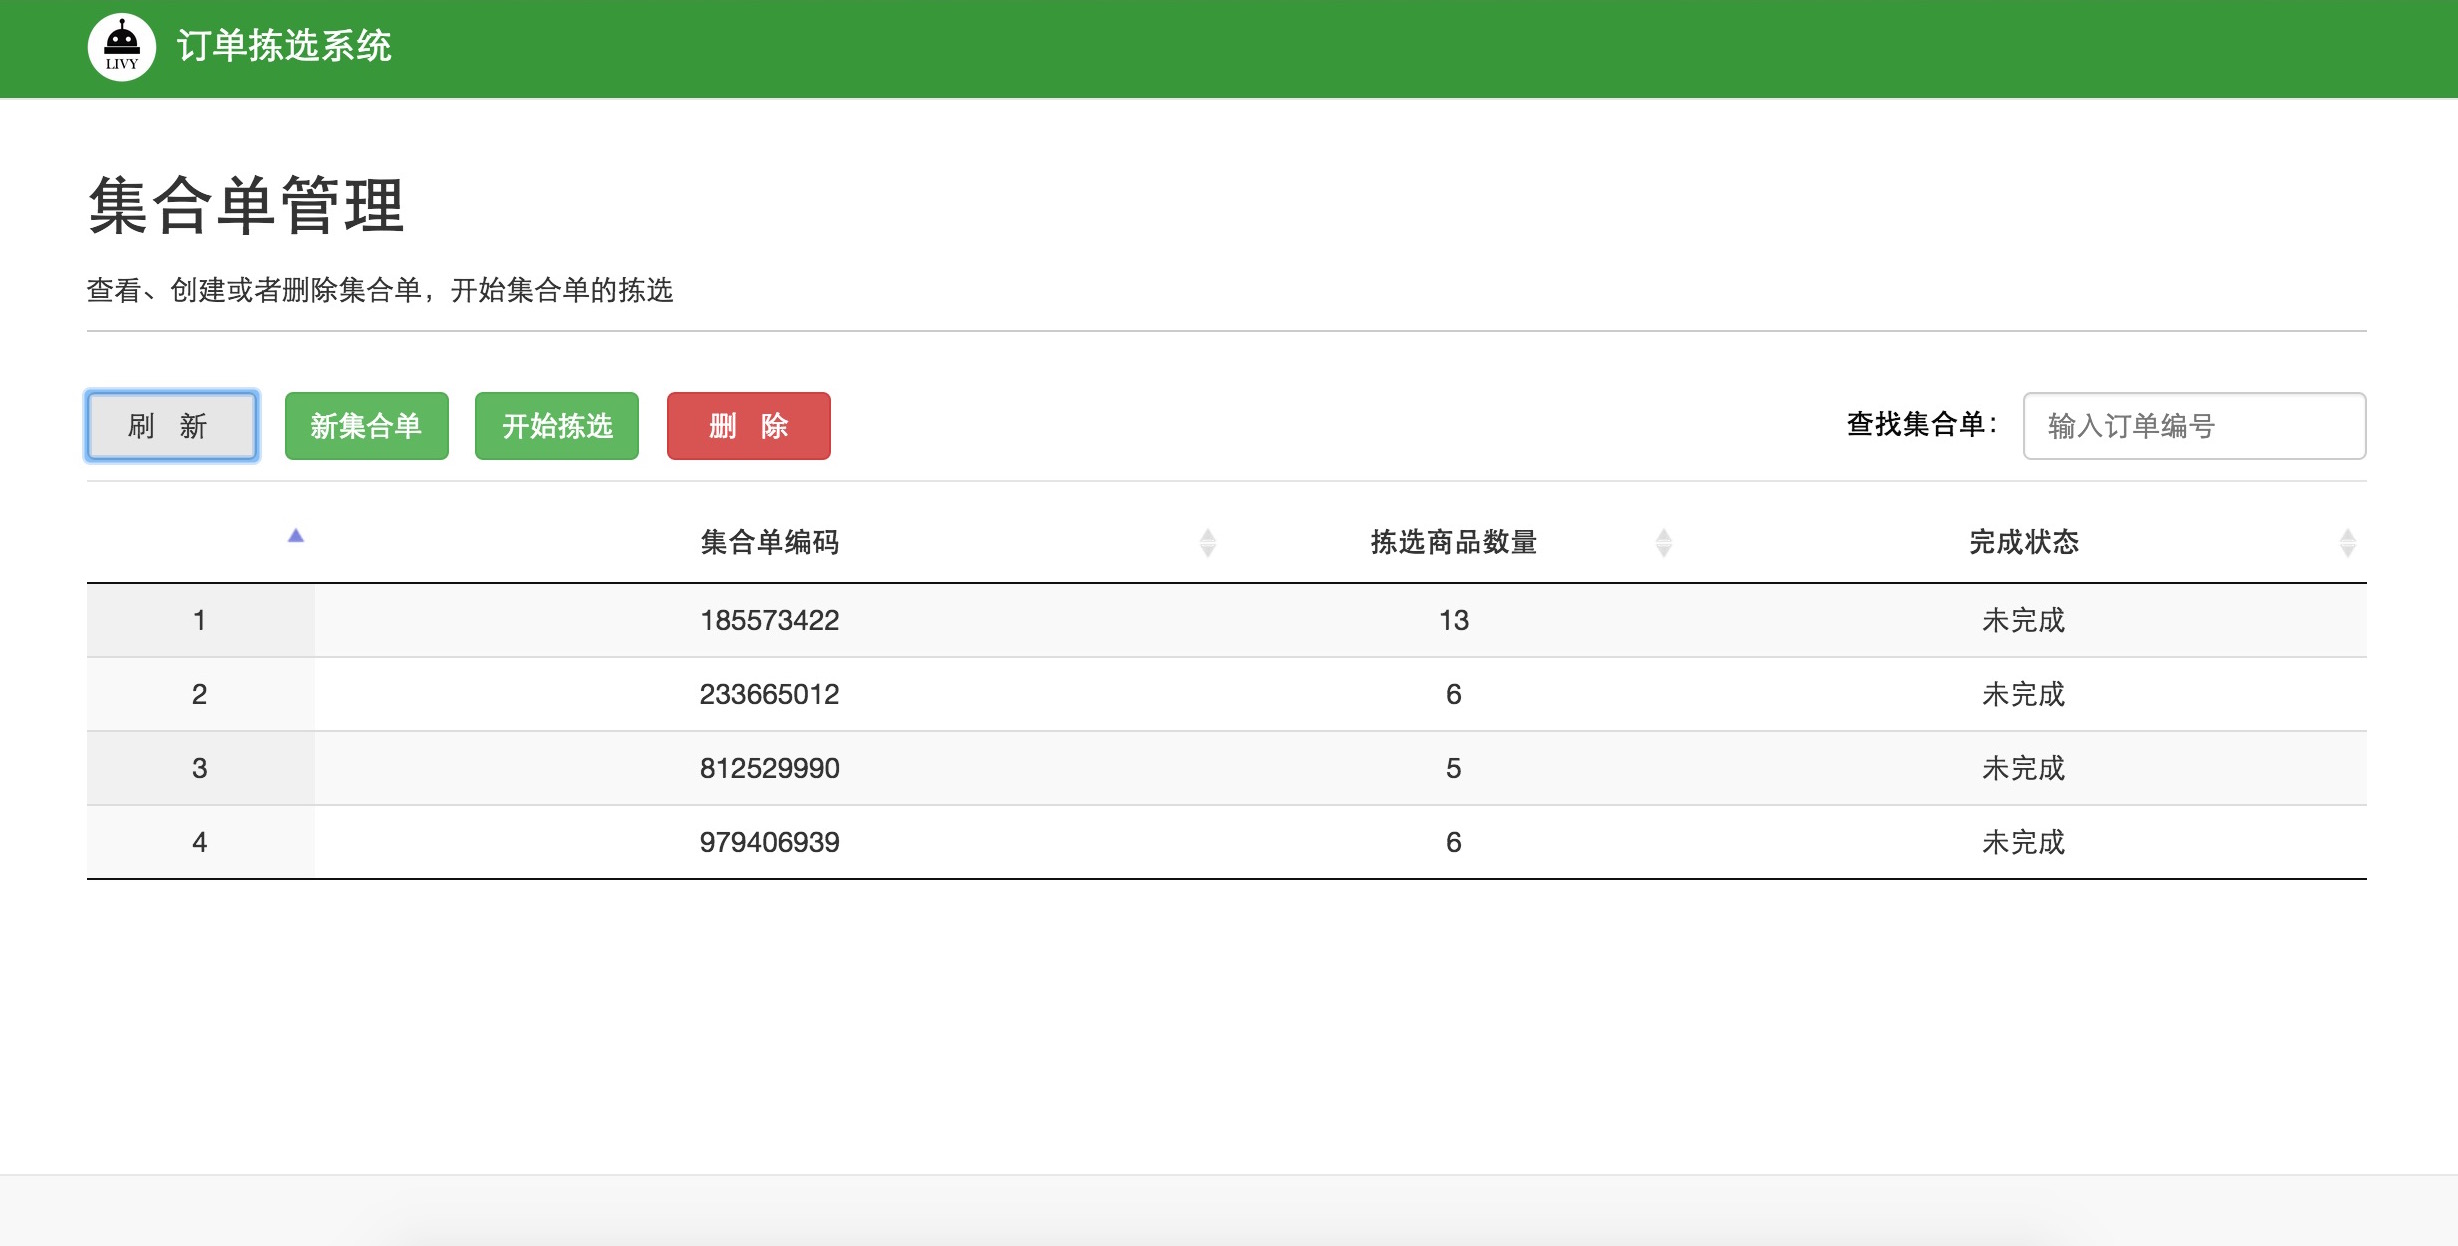 LIVY
订单拣选系统
集合单管理
查看、创建或者删除集合单，开始集合单的拣选
刷 新 新集合单 开始拣选 删 除 查找集合单： 输入订单编号
集合单编码 拣选商品数量 完成状态
1 185573422 13 未完成
2 233665012 6 未完成
3 812529990 5 未完成
4 979406939 6 未完成